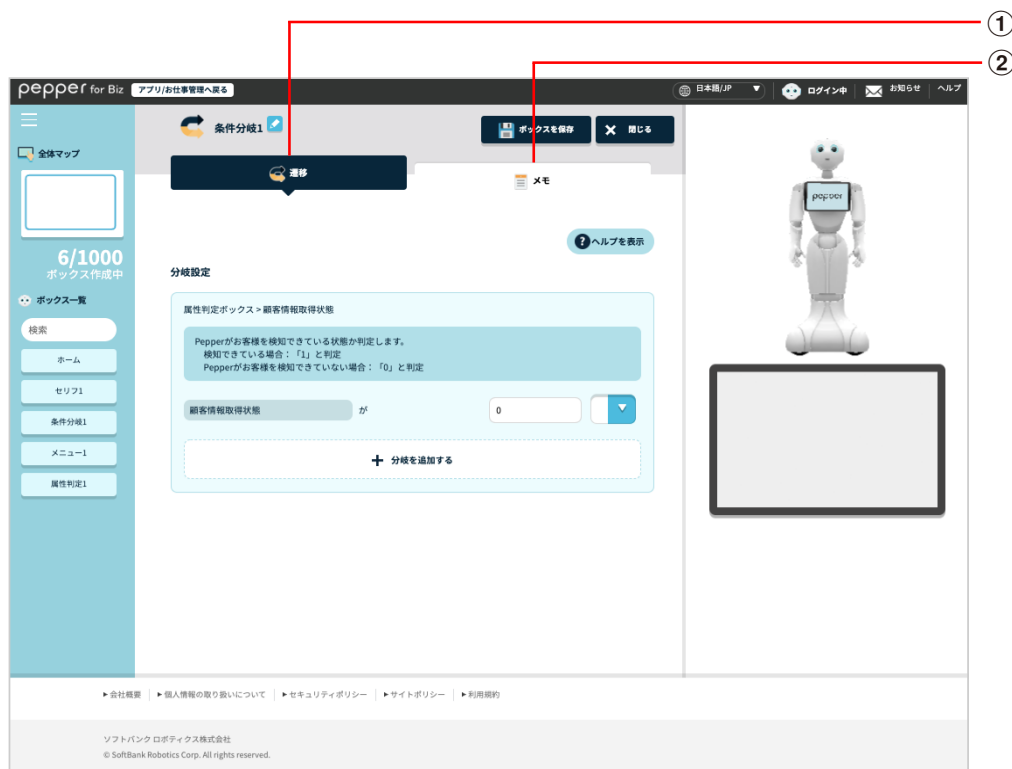 ①
②
pepper for Biz アプリ/お仕事管理へ戻る 日本語/JP ▼ ログイン中 お知らせ ヘルプ
条件分岐1 ボックスを保存 閉じる
全体マップ
遷移 メモ
pepper
6/1000
ボックス作成中
?ヘルプを表示
分岐設定
ボックス一覧
検索
ホーム
セリフ1
条件分岐1
メニュー1
属性判定1
属性判定ボックス > 顧客情報取得状態
Pepperがお客様を検知できている状態か判定します。
検知できている場合：「1」と判定
Pepperがお客様を検知できていない場合：「0」と判定
顧客情報取得状態 が 0 ▼
＋ 分岐を追加する
▶会社概要 ▶個人情報の取り扱いについて ▶セキュリティポリシー ▶サイトポリシー ▶利用規約
ソフトバンク ロボティクス株式会社
© SoftBank Robotics Corp. All rights reserved.